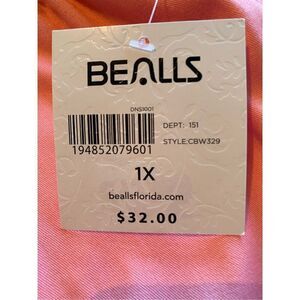 BEALLS
DNS1001
194852079601
DEPT: 151
STYLE:CBW329
1X
beallsflorida.com
$32.00